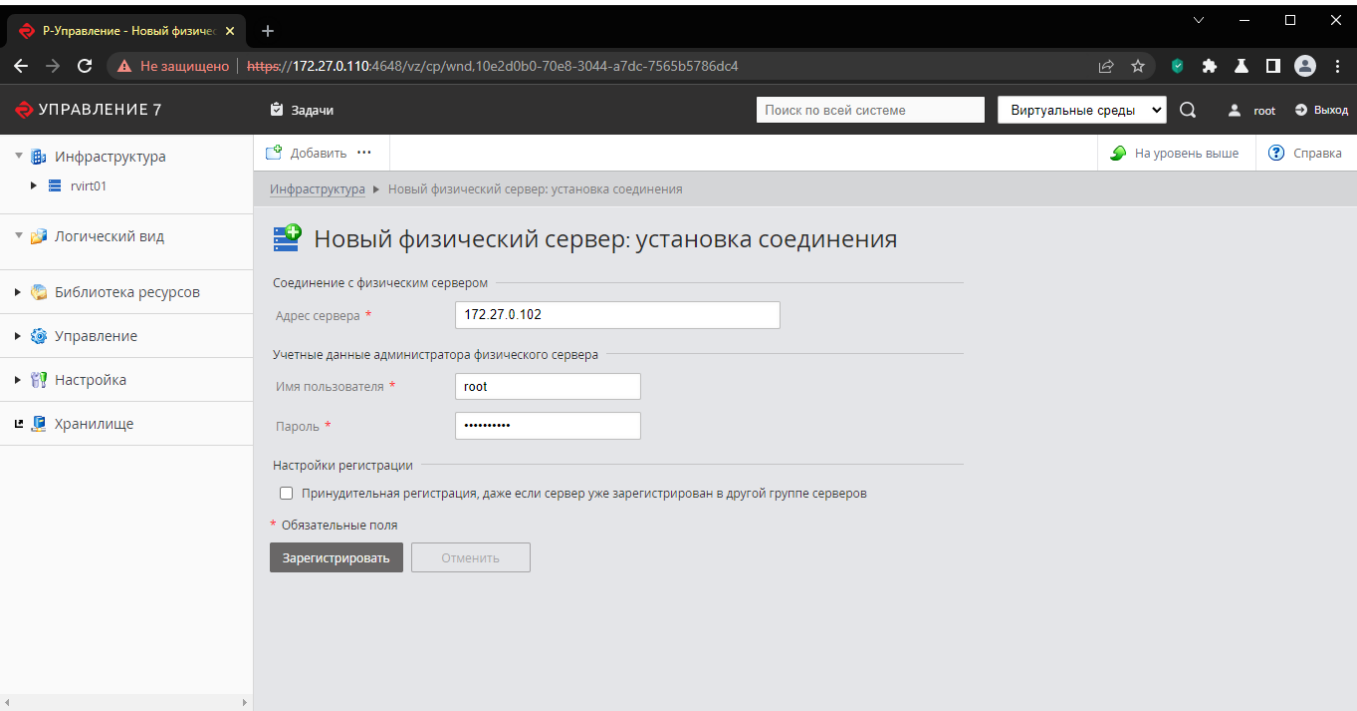 Р-Управление - Новый физичес
Не защищено https://172.27.0.110:4648/vz/cp/wnd,10e2d0b0-70e8-3044-a7dc-7565b5786dc4
УПРАВЛЕНИЕ 7 Задачи Поиск по всей системе Виртуальные среды root Выход
Добавить ... На уровень выше Справка
Инфраструктура
rvirt01
Логический вид
Библиотека ресурсов
Управление
Настройка
Хранилище
Инфраструктура Новый физический сервер: установка соединения
Новый физический сервер: установка соединения
Соединение с физическим сервером
Адрес сервера * 172.27.0.102
Учетные данные администратора физического сервера
Имя пользователя * root
Пароль * ••••••••••
Настройки регистрации
Принудительная регистрация, даже если сервер уже зарегистрирован в другой группе серверов
* Обязательные поля
Зарегистрировать Отменить